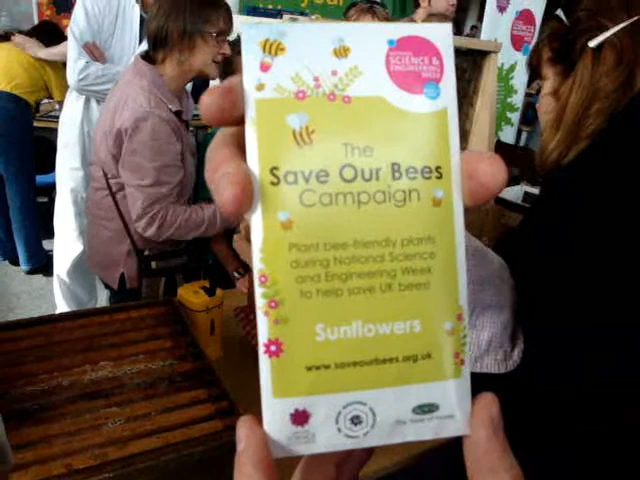 year
NATIONAL
SCIENCE &
ENGINEERING
WEEK
The
Save Our Bees
Campaign
Plant bee-friendly plants
during National Science
and Engineering Week
to help save UK bees!
Sunflowers
www.saveourbees.org.uk